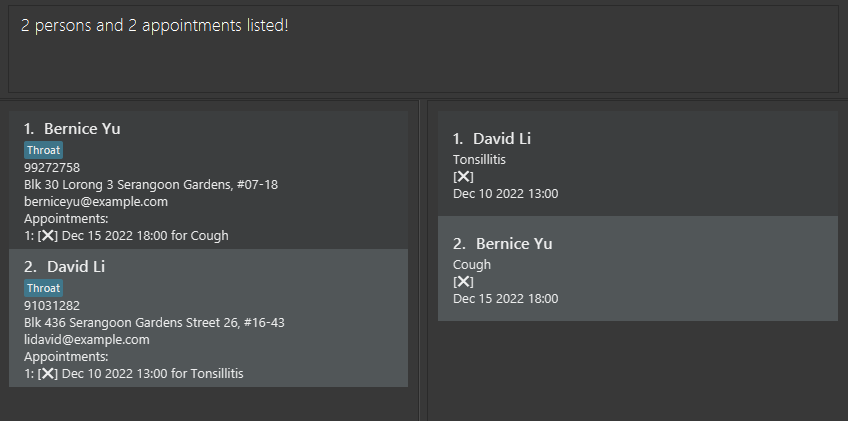 2 persons and 2 appointments listed!
1. Bernice Yu
Throat
99272758
Blk 30 Lorong 3 Serangoon Gardens, #07-18
berniceyu@example.com
Appointments:
1: [❌] Dec 15 2022 18:00 for Cough
2. David Li
Throat
91031282
Blk 436 Serangoon Gardens Street 26, #16-43
lidavid@example.com
Appointments:
1: [❌] Dec 10 2022 13:00 for Tonsillitis
1. David Li
Tonsillitis
[❌]
Dec 10 2022 13:00
2. Bernice Yu
Cough
[❌]
Dec 15 2022 18:00